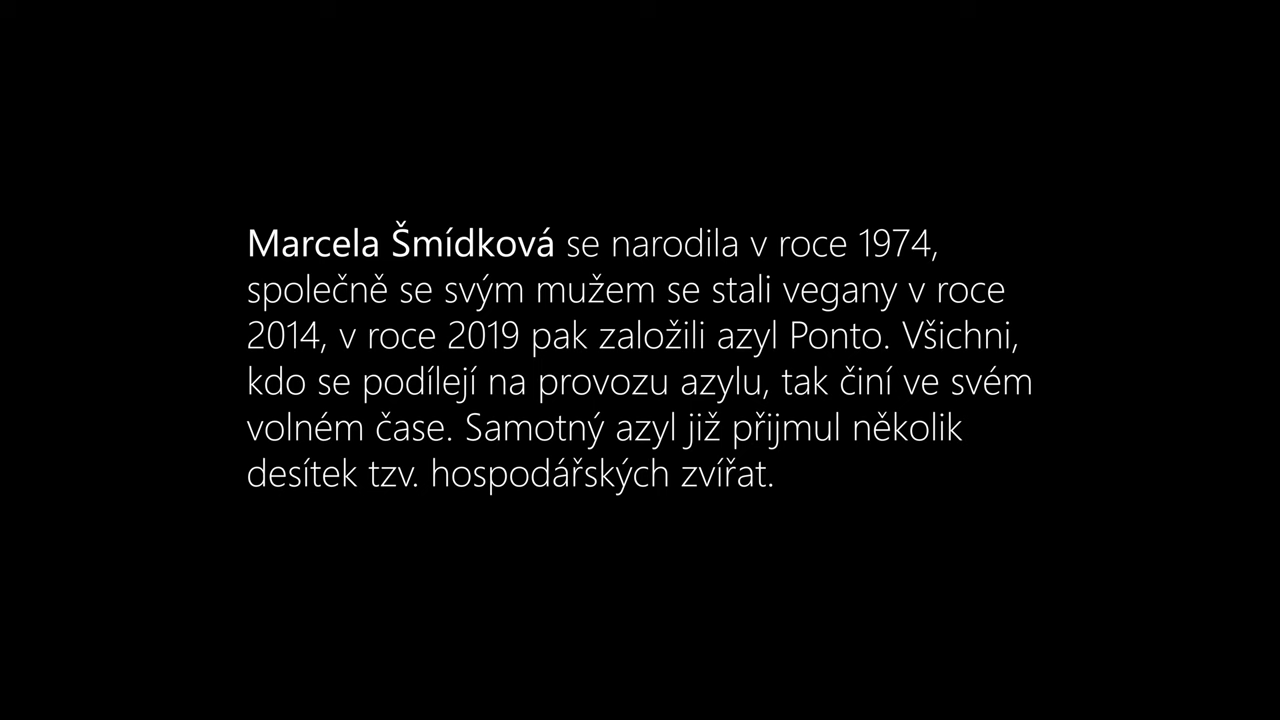 Marcela Šmídková se narodila v roce 1974,
společně se svým mužem se stali vegany v roce
2014, v roce 2019 pak založili azyl Ponto. Všichni,
kdo se podílejí na provozu azylu, tak činí ve svém
volném čase. Samotný azyl již přijmul několik
desítek tzv. hospodářských zvířat.